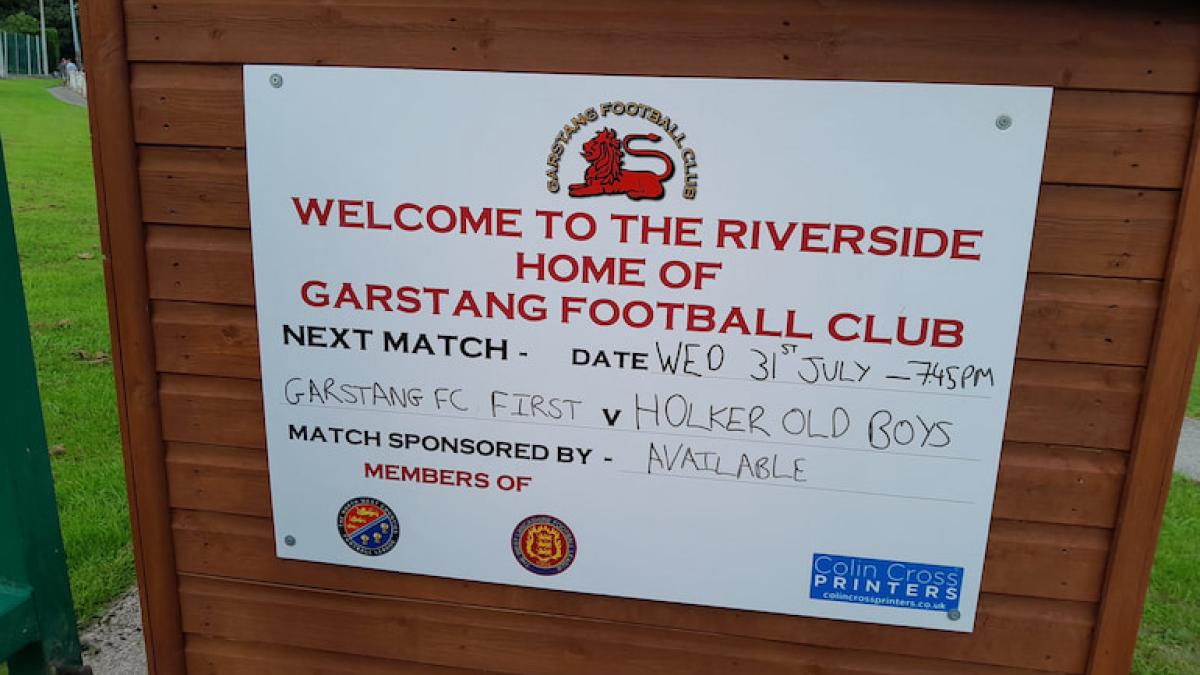 GARSTANG FOOTBALL CLUB
WELCOME TO THE RIVERSIDE
HOME OF
GARSTANG FOOTBALL CLUB
NEXT MATCH - DATE WED 31ST JULY - 7.45PM
GARSTANG FC FIRST V HOLKER OLD BOYS
MATCH SPONSORED BY - AVAILABLE
MEMBERS OF
Colin Cross
PRINTERS
colincrossprinters.co.uk